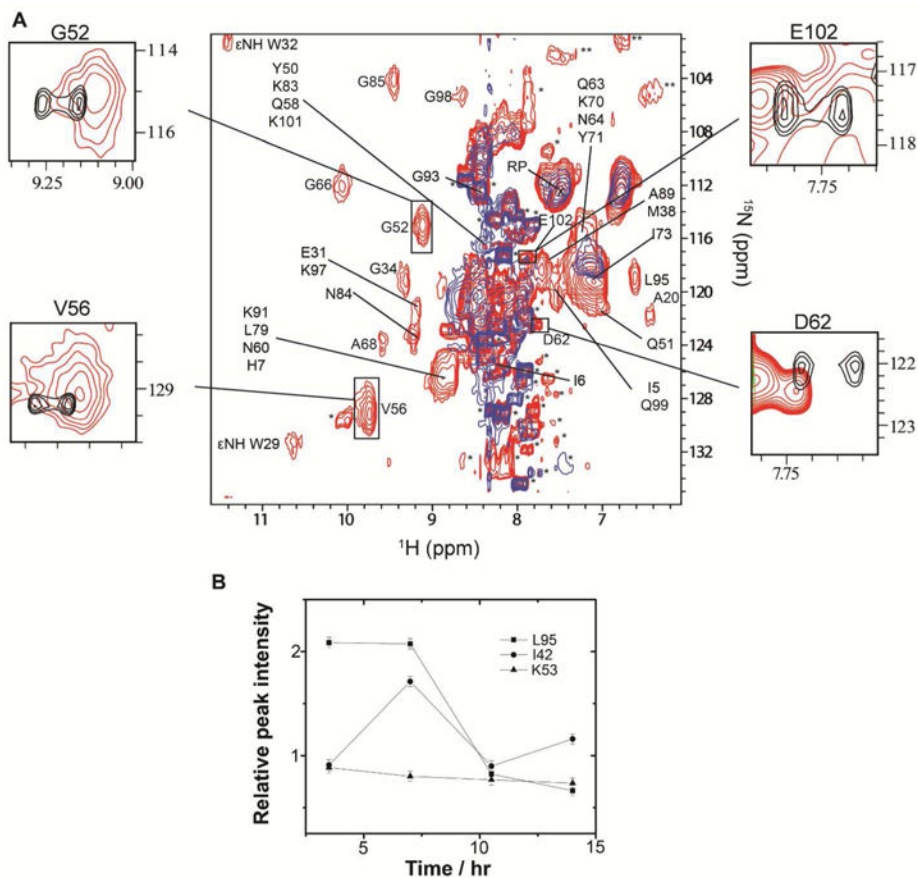 A
G52
114
116
9.25
9.00
V56
129
9.75
εNH W32
Y50
K83
Q58
K101
G85
G98
G66
G93
RP
Q63
K70
N64
Y71
G52
E102
E31
K97
G34
N84
A68
K91
L79
N60
H7
V56
εNH W29
D62
I6
A89
M38
I73
L95
A20
Q51
I5
Q99
104
108
112
116
120
124
128
132
¹⁵N (ppm)
11
10
9
8
7
¹H (ppm)
E102
117
118
7.75
D62
122
123
7.75
B
Relative peak intensity
2
1
L95
I42
K53
5
10
15
Time / hr